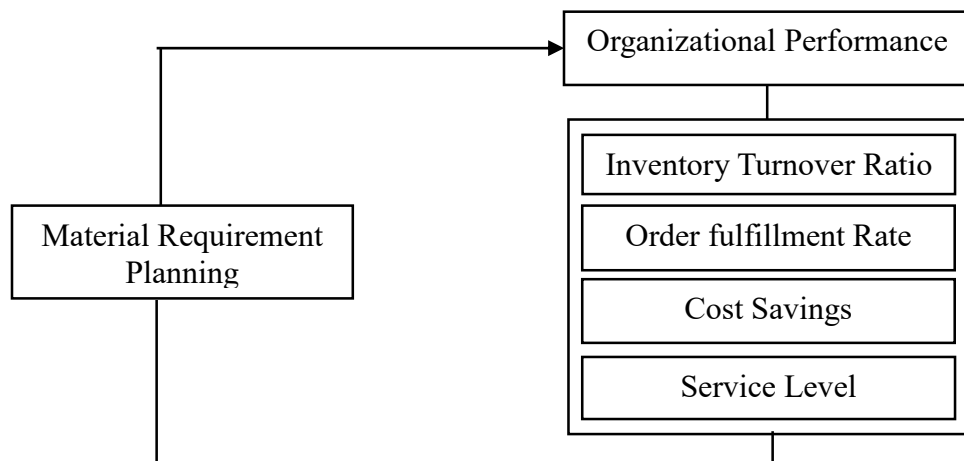 Organizational Performance
Inventory Turnover Ratio
Order fulfillment Rate
Material Requirement
Planning
Cost Savings
Service Level